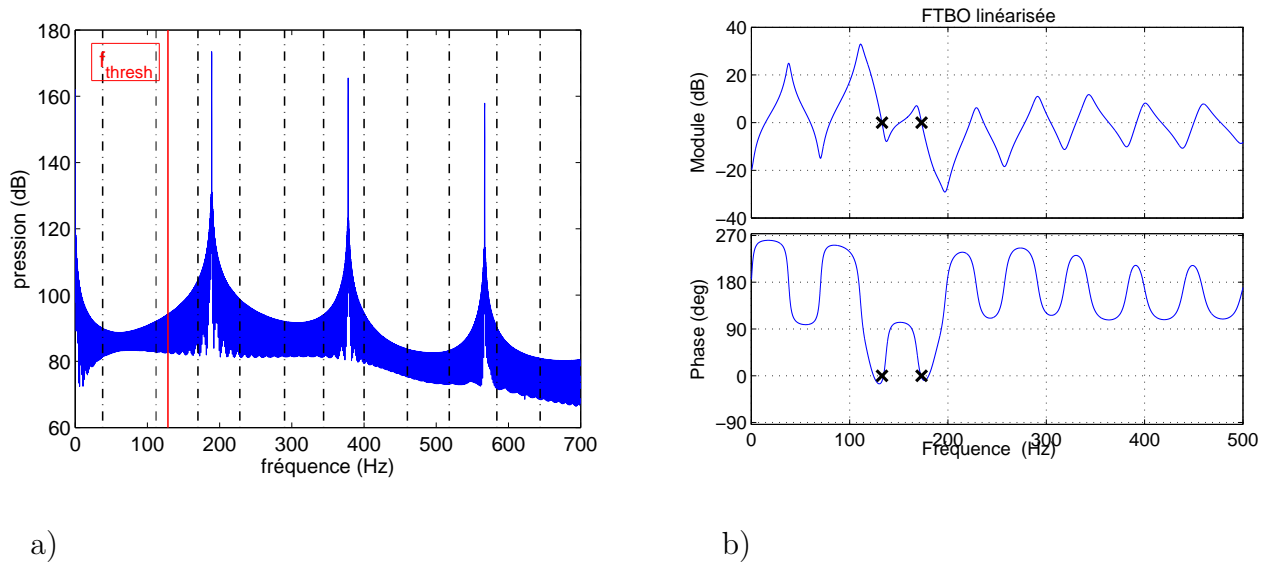 180
160
140
120
100
80
60
pression (dB)
f thresh
0 100 200 300 400 500 600 700
fréquence (Hz)
a)
FTBO linéarisée
40
20
0
−20
−40
Module (dB)
270
180
90
0
−90
Phase (deg)
0 100 200 300 400 500
Frequence (Hz)
b)